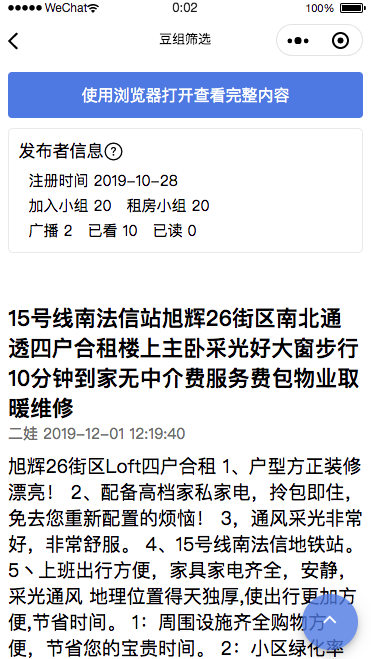 WeChat 0:02 100%
豆组筛选
使用浏览器打开查看完整内容
发布者信息?
注册时间 2019-10-28
加入小组 20 租房小组 20
广播 2 已看 10 已读 0
15号线南法信站旭辉26街区南北通
透四户合租楼上主卧采光好大窗步行
10分钟到家无中介费服务费包物业取
暖维修
二娃 2019-12-01 12:19:40
旭辉26街区Loft四户合租 1、户型方正装修
漂亮! 2、配备高档家私家电，拎包即住，
免去您重新配置的烦恼! 3，通风采光非常
好，非常舒服。 4、15号线南法信地铁站。
5丶上班出行方便，家具家电齐全，安静，
采光通风 地理位置得天独厚,使出行更加方
便,节省时间。 1：周围设施齐全购物方
便，节省您的宝贵时间。 2：小区绿化率